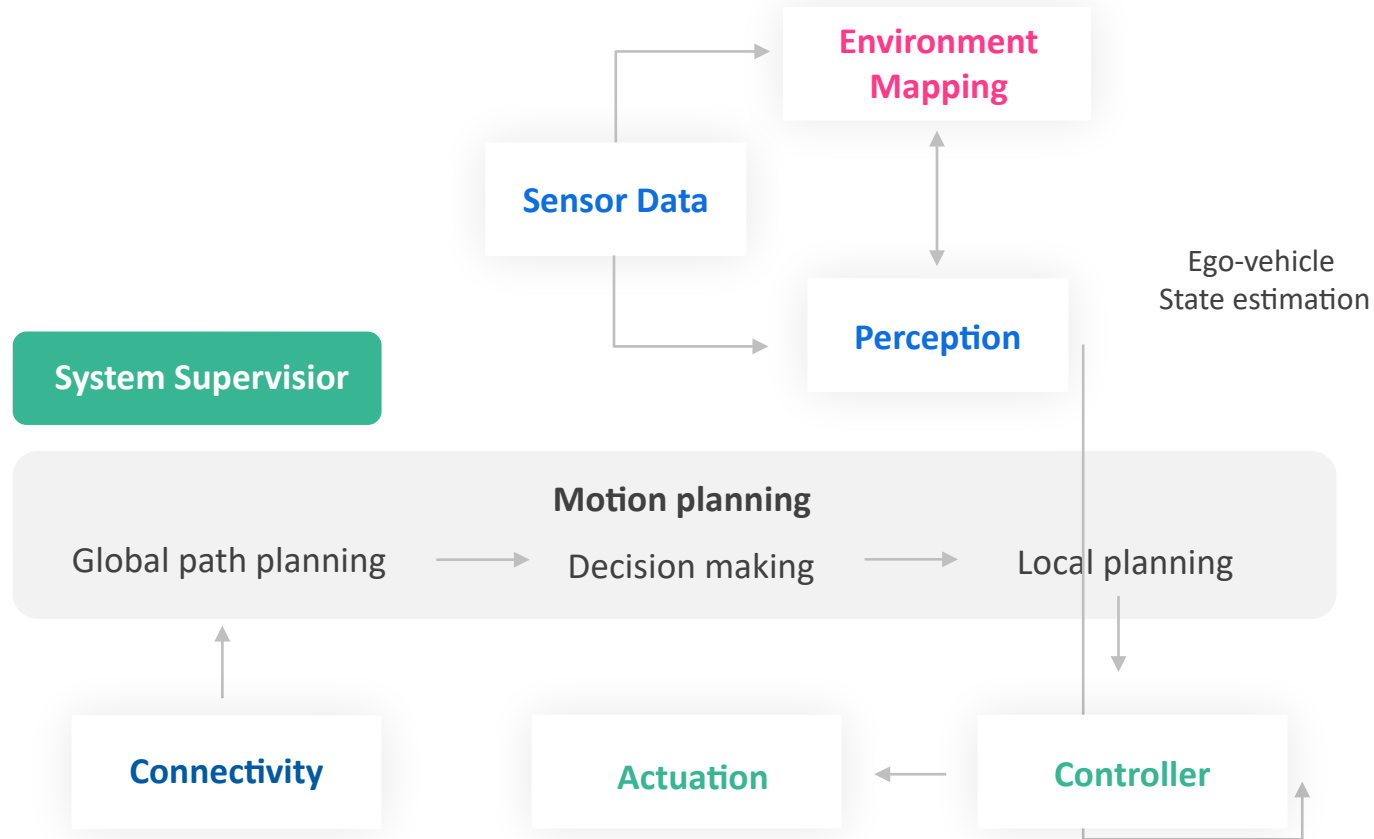 Environment
Mapping
Sensor Data
Ego-vehicle
State estimation
Perception
System Supervisior
Motion planning
Global path planning
Decision making
Local planning
Connectivity
Actuation
Controller